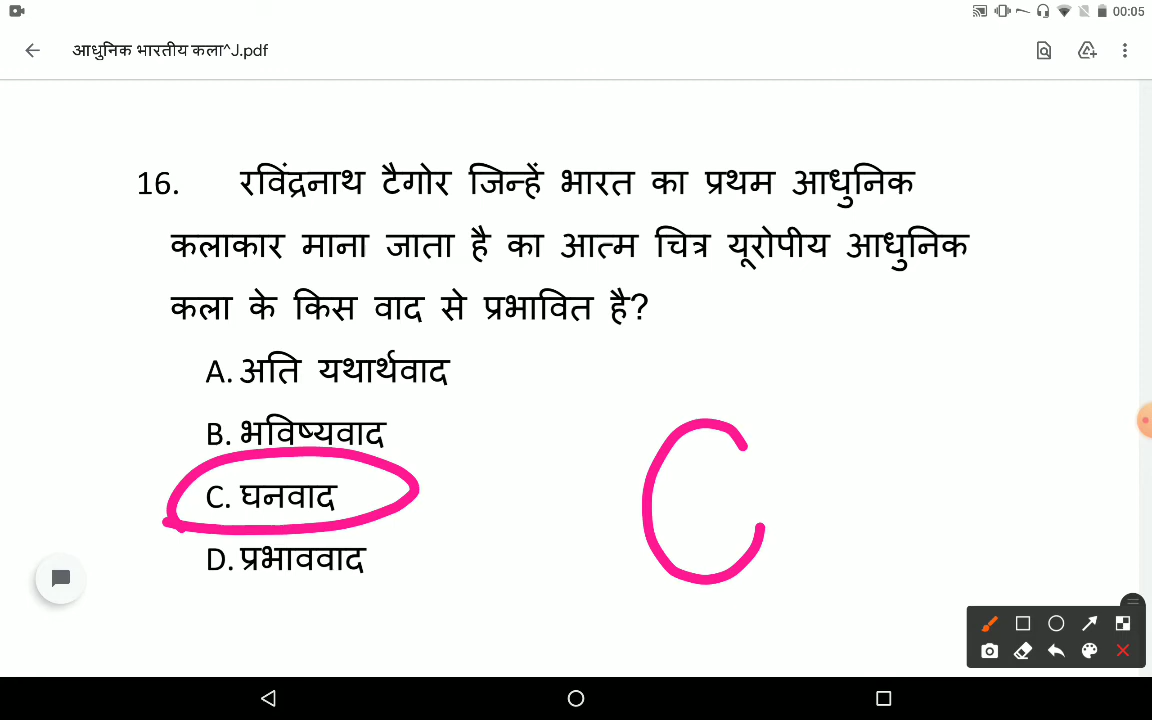 00:05
आधुनिक भारतीय कला^J.pdf
16. रविंद्रनाथ टैगोर जिन्हें भारत का प्रथम आधुनिक
कलाकार माना जाता है का आत्म चित्र यूरोपीय आधुनिक
कला के किस वाद से प्रभावित है?
A. अति यथार्थवाद
B. भविष्यवाद
C. घनवाद
D. प्रभाववाद
C